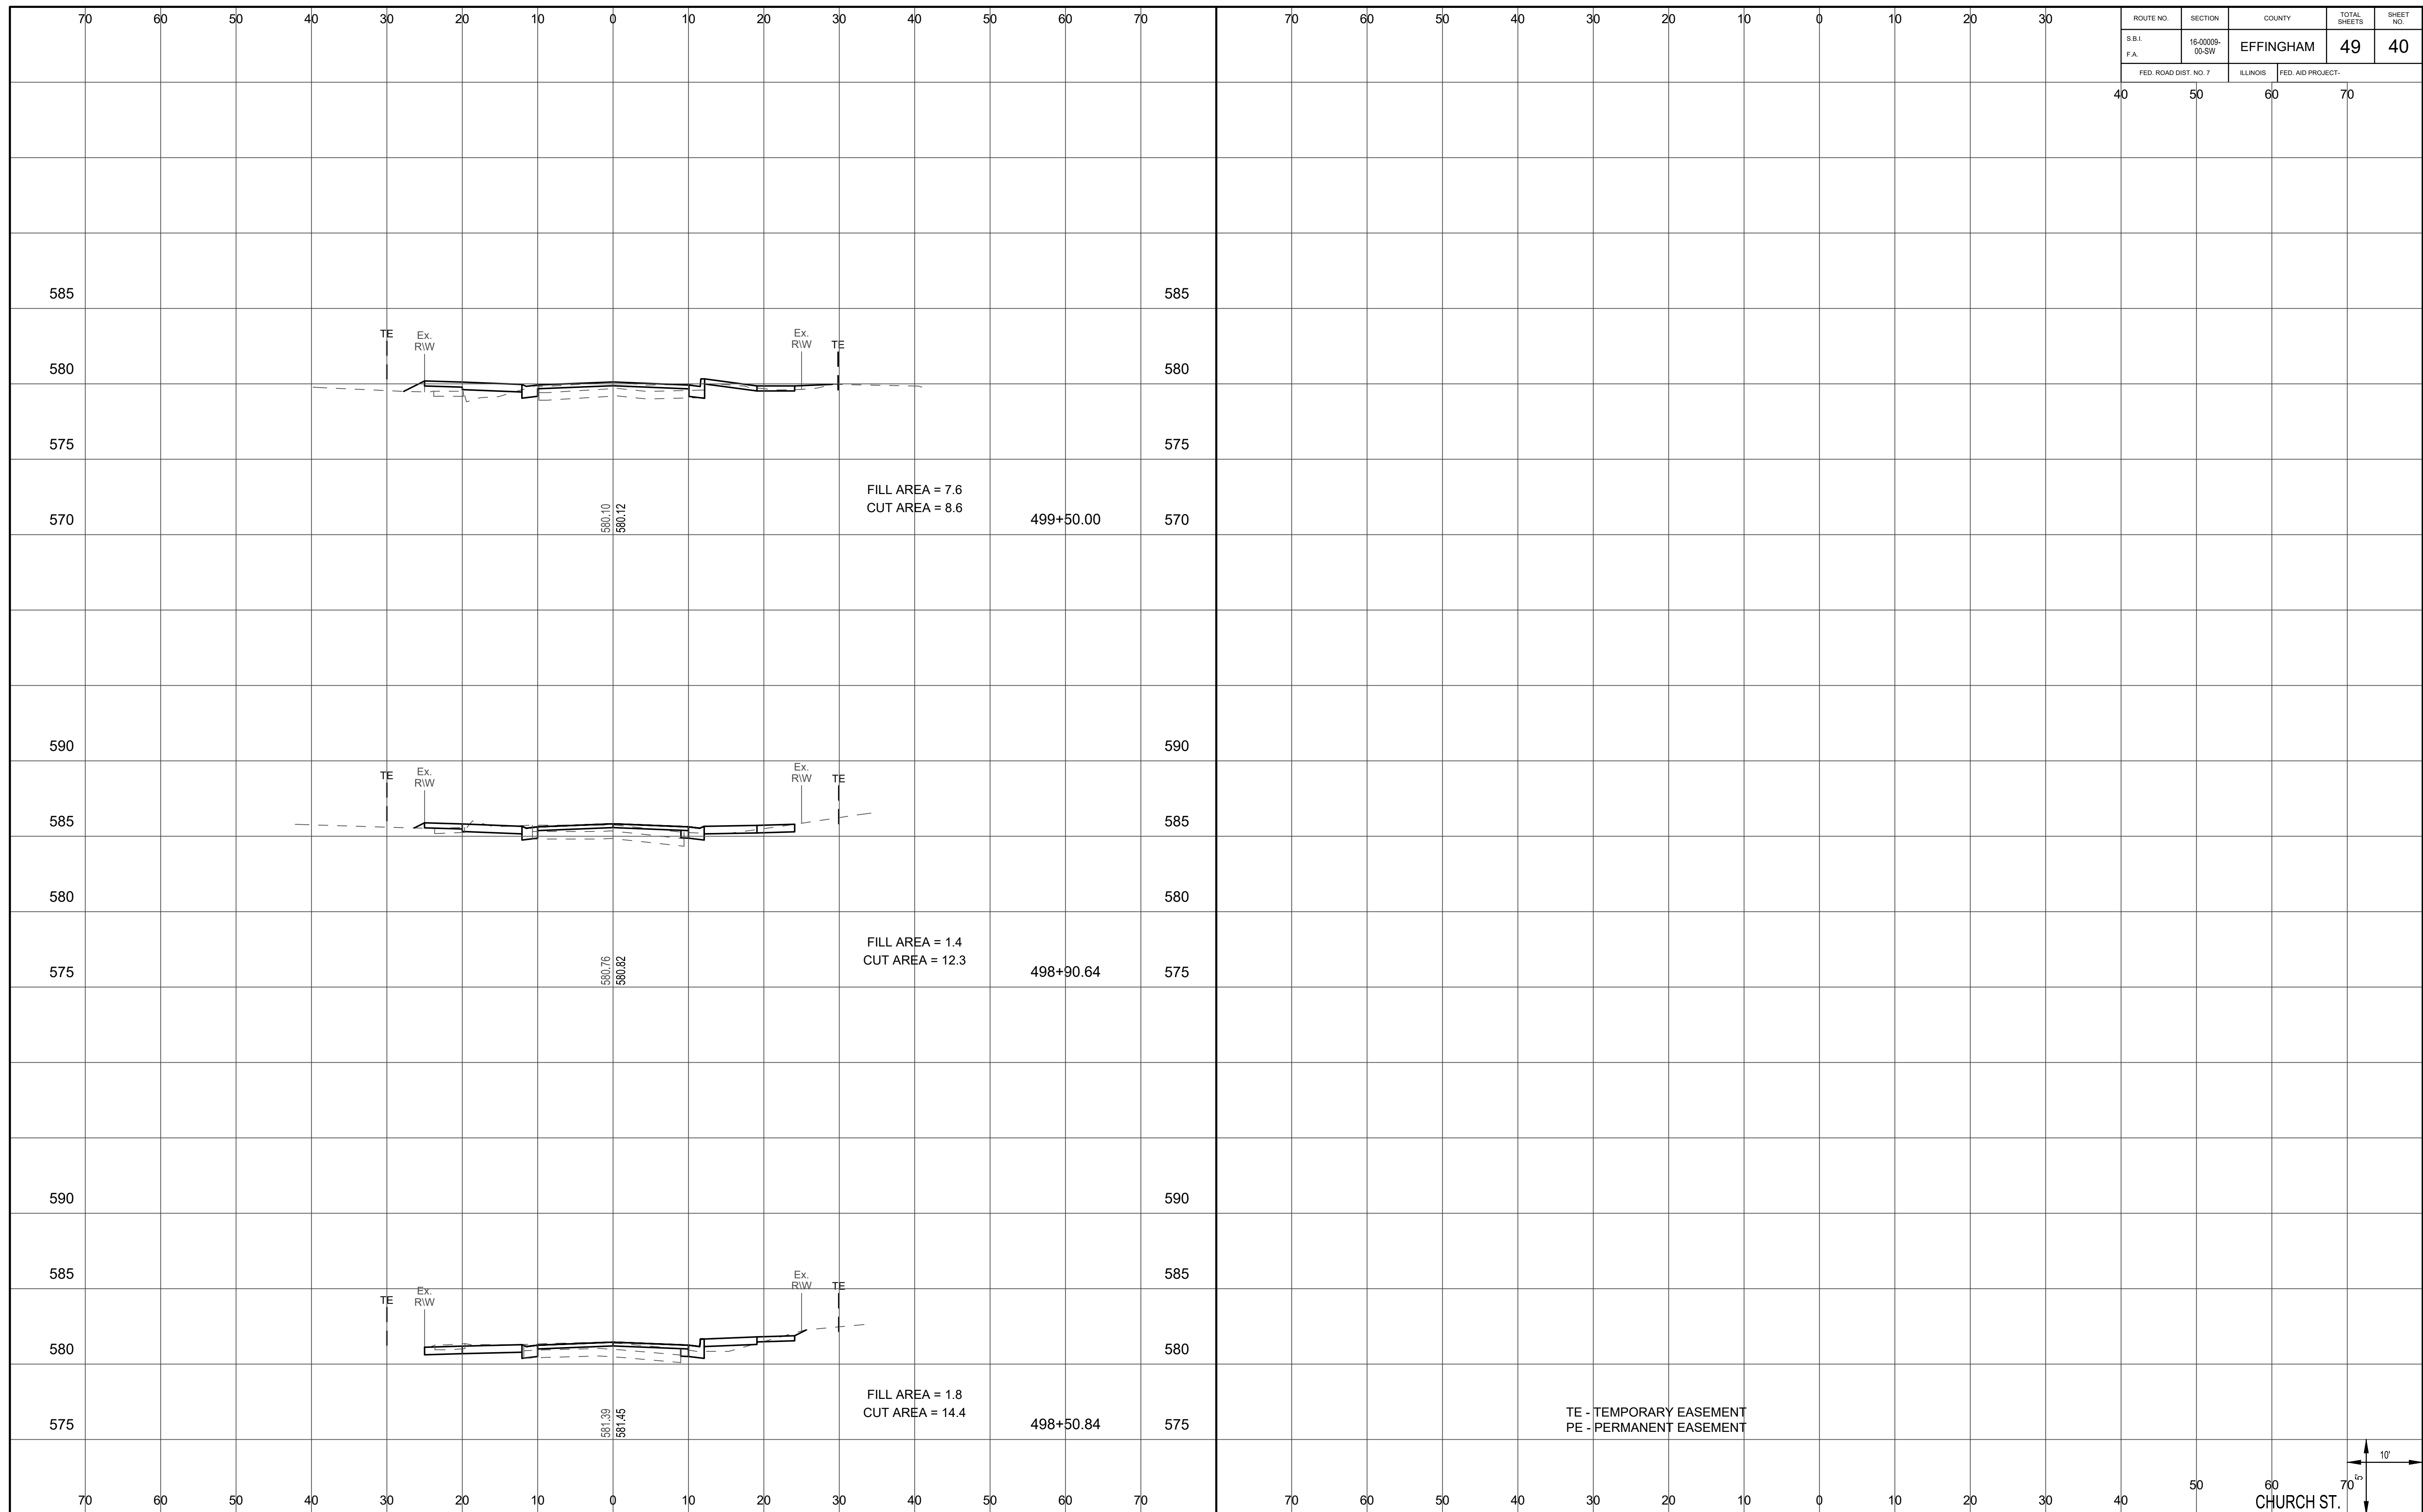 70 60 50 40 30 20 10 0 10 20 30 40 50 60 70 70 60 50 40 30 20 10 0 10 20 30
ROUTE NO. SECTION COUNTY TOTAL SHEETS SHEET NO.
S.B.I.
F.A.
16-00009-
00-SW
EFFINGHAM 49 40
FED. ROAD DIST. NO. 7 ILLINOIS FED. AID PROJECT-
40 50 60 70
585 585
TE Ex. R\W Ex. R\W TE
580 580
575 575
FILL AREA = 7.6
CUT AREA = 8.6
570 580.10 580.12 499+50.00 570
590 590
TE Ex. R\W Ex. R\W TE
585 585
580 580
FILL AREA = 1.4
CUT AREA = 12.3
575 580.76 580.82 498+90.64 575
590 590
585 585
TE Ex. R\W Ex. R\W TE
580 580
FILL AREA = 1.8
CUT AREA = 14.4
575 581.39 581.45 498+50.84 575
TE - TEMPORARY EASEMENT
PE - PERMANENT EASEMENT
10'
5'
50 60 70
70 60 50 40 30 20 10 0 10 20 30 40 50 60 70 70 60 50 40 30 20 10 0 10 20 30 40
CHURCH ST.